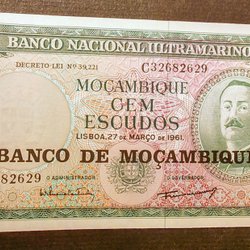 BANCO NACIONAL ULTRAMARINO
DECRETO-LEI Nº 39,221 C32682629
MOÇAMBIQUE
CEM
ESCUDOS
LISBOA, 27 DE MARÇO DE 1961
BANCO DE MOÇAMBIQUE
82629
O ADMINISTRADOR O GOVERNADOR